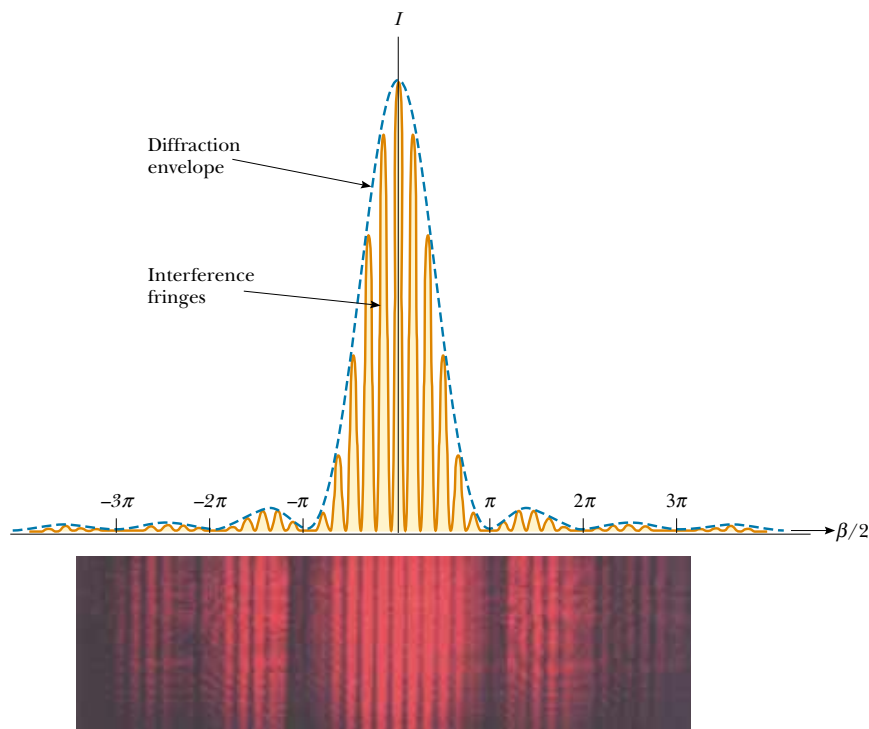 I
Diffraction
envelope
Interference
fringes
–3π –2π –π π 2π 3π
β/2